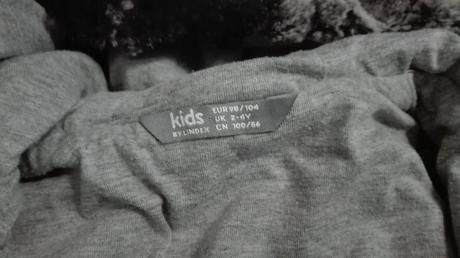 kids
BY LINDEX
EUR 98/104
UK 2-4Y
CN 100/56